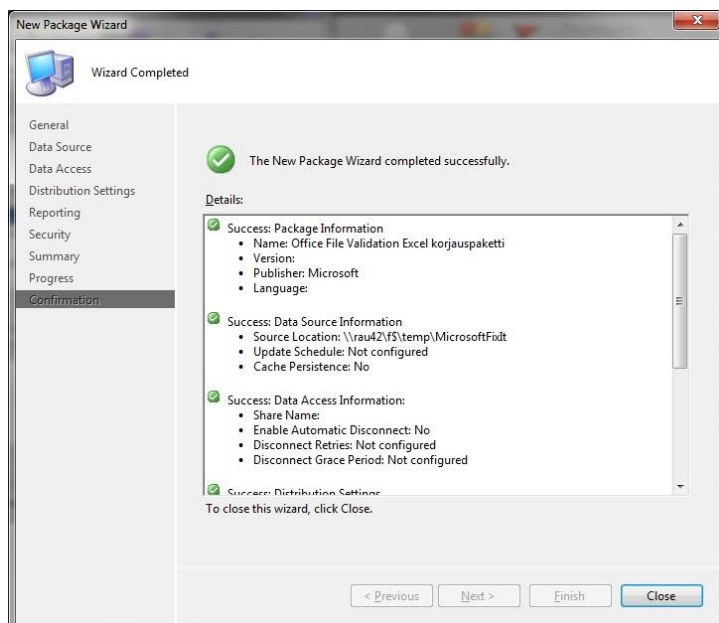 New Package Wizard
Wizard Completed
General
Data Source
Data Access
Distribution Settings
Reporting
Security
Summary
Progress
Confirmation
The New Package Wizard completed successfully.
Details:
Success: Package Information
• Name: Office File Validation Excel korjauspaketti
• Version:
• Publisher: Microsoft
• Language:
Success: Data Source Information
• Source Location: \\rau42\f$\temp\MicrosoftFixIt
• Update Schedule: Not configured
• Cache Persistence: No
Success: Data Access Information:
• Share Name:
• Enable Automatic Disconnect: No
• Disconnect Retries: Not configured
• Disconnect Grace Period: Not configured
Success: Distribution Settings
To close this wizard, click Close.
< Previous
Next >
Finish
Close